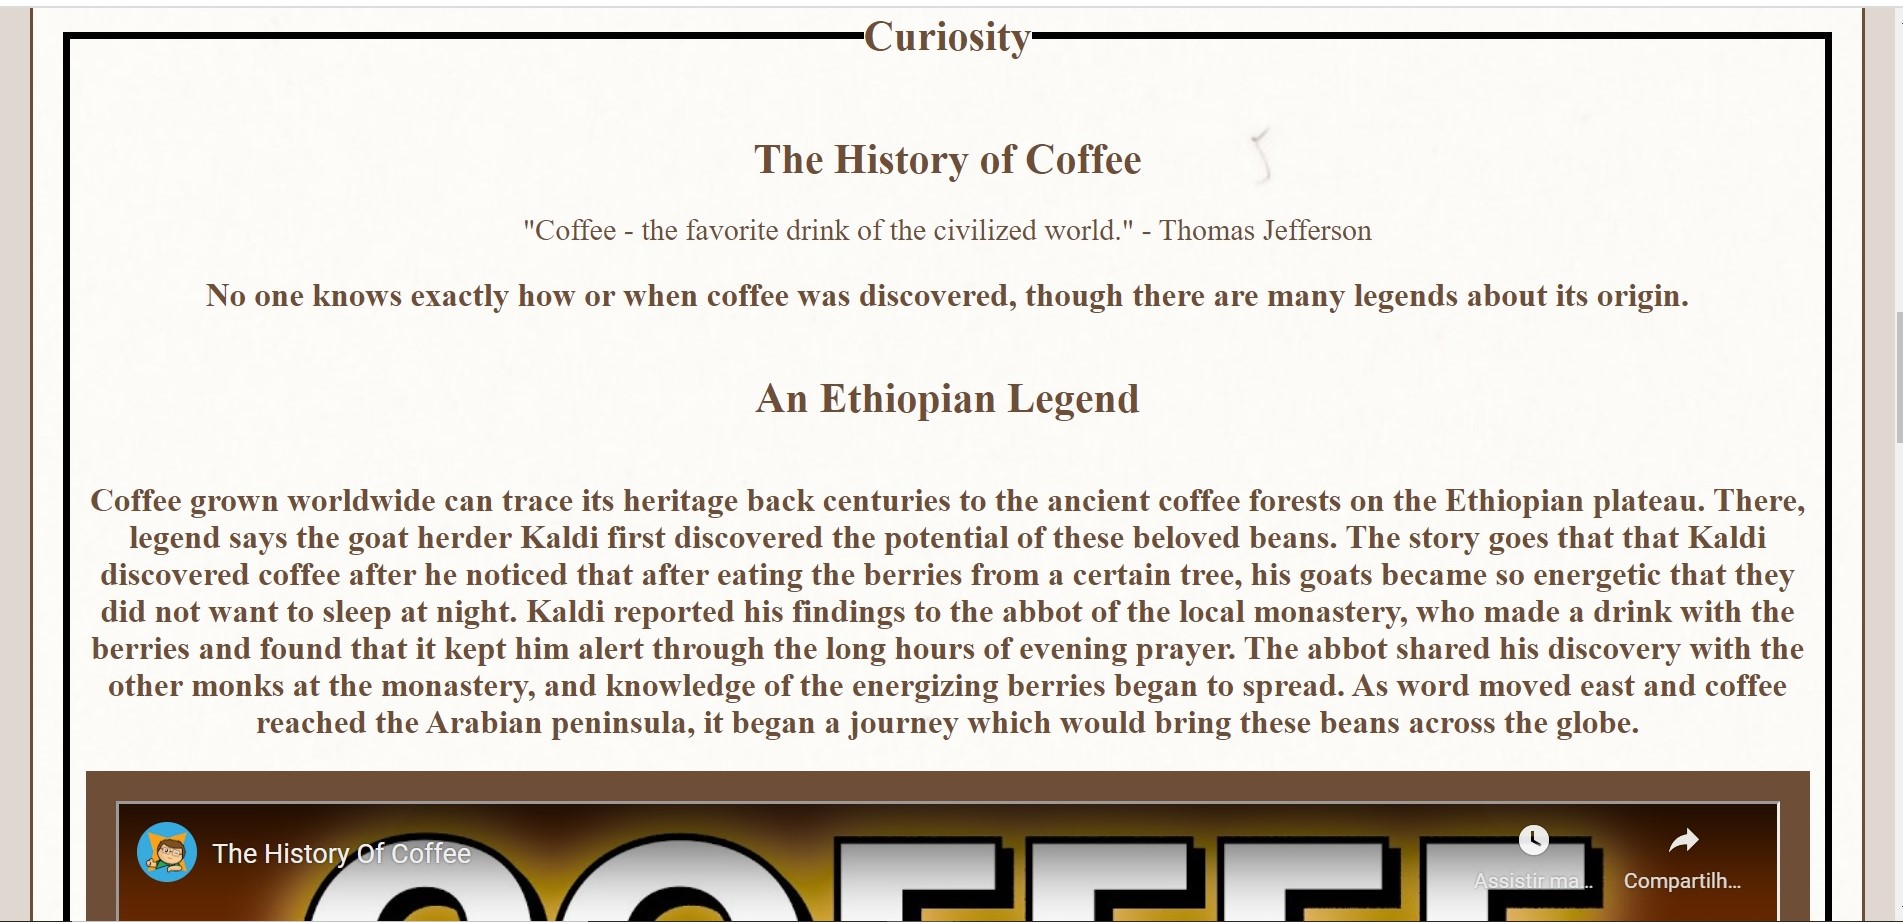 Curiosity
The History of Coffee
"Coffee - the favorite drink of the civilized world." - Thomas Jefferson
No one knows exactly how or when coffee was discovered, though there are many legends about its origin.
An Ethiopian Legend
Coffee grown worldwide can trace its heritage back centuries to the ancient coffee forests on the Ethiopian plateau. There,
legend says the goat herder Kaldi first discovered the potential of these beloved beans. The story goes that that Kaldi
discovered coffee after he noticed that after eating the berries from a certain tree, his goats became so energetic that they
did not want to sleep at night. Kaldi reported his findings to the abbot of the local monastery, who made a drink with the
berries and found that it kept him alert through the long hours of evening prayer. The abbot shared his discovery with the
other monks at the monastery, and knowledge of the energizing berries began to spread. As word moved east and coffee
reached the Arabian peninsula, it began a journey which would bring these beans across the globe.
The History Of Coffee
Assistir ma...
Compartilh...
COFFEE